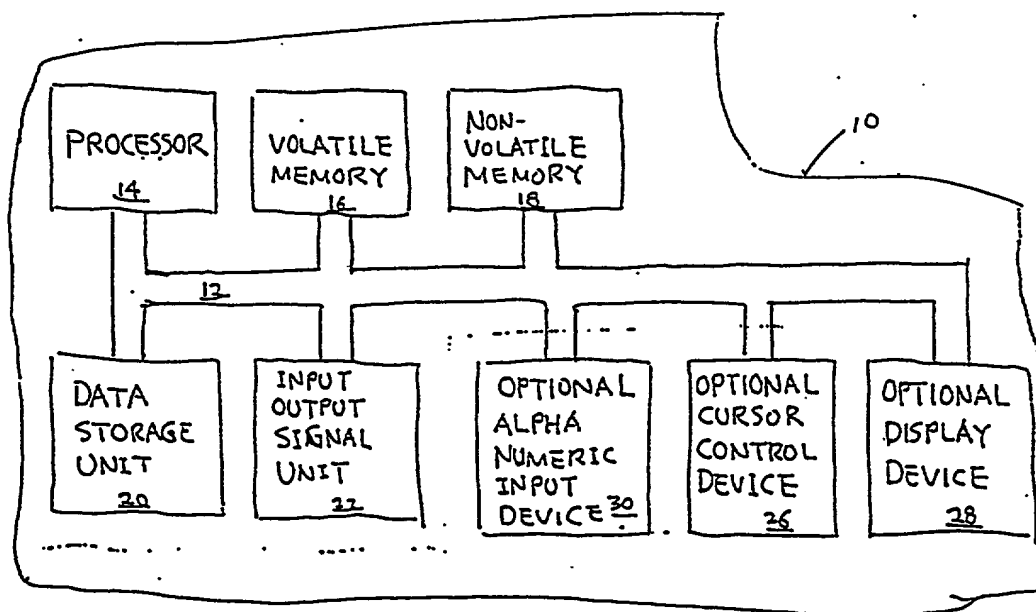 10
PROCESSOR
14
VOLATILE
MEMORY
16
NON-
VOLATILE
MEMORY
18
12
DATA
STORAGE
UNIT
20
INPUT
OUTPUT
SIGNAL
UNIT
22
OPTIONAL
ALPHA
NUMERIC
INPUT
DEVICE 30
OPTIONAL
CURSOR
CONTROL
DEVICE
26
OPTIONAL
DISPLAY
DEVICE
28